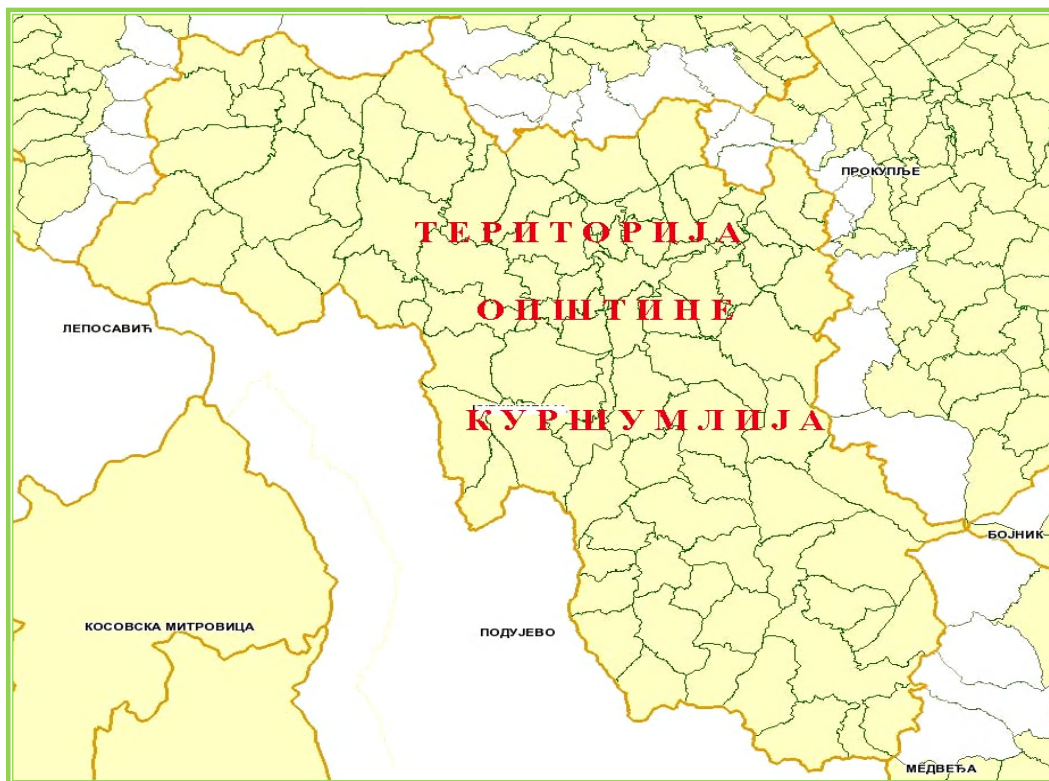 ПРОКУПЉЕ
ТЕРИТОРИЈА
ОПШТИНЕ
ЛЕПОСАВИЋ
КУРШУМЛИЈА
БОЈНИК
КОСОВСКА МИТРОВИЦА
ПОДУЈЕВО
МЕДВЕЂА